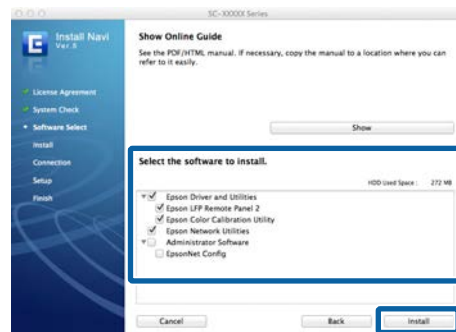 SC-XXXXX Series
E
Install Navi
Ver.8
License Agreement
System Check
Software Select
Install
Connection
Setup
Finish
Show Online Guide
See the PDF/HTML manual. If necessary, copy the manual to a location where you can
refer to it easily.
Show
Select the software to install.
HDD Used Space : 272 MB
Epson Driver and Utilities
Epson LFP Remote Panel 2
Epson Color Calibration Utility
Epson Network Utilities
Administrator Software
EpsonNet Config
Cancel
Back
Install